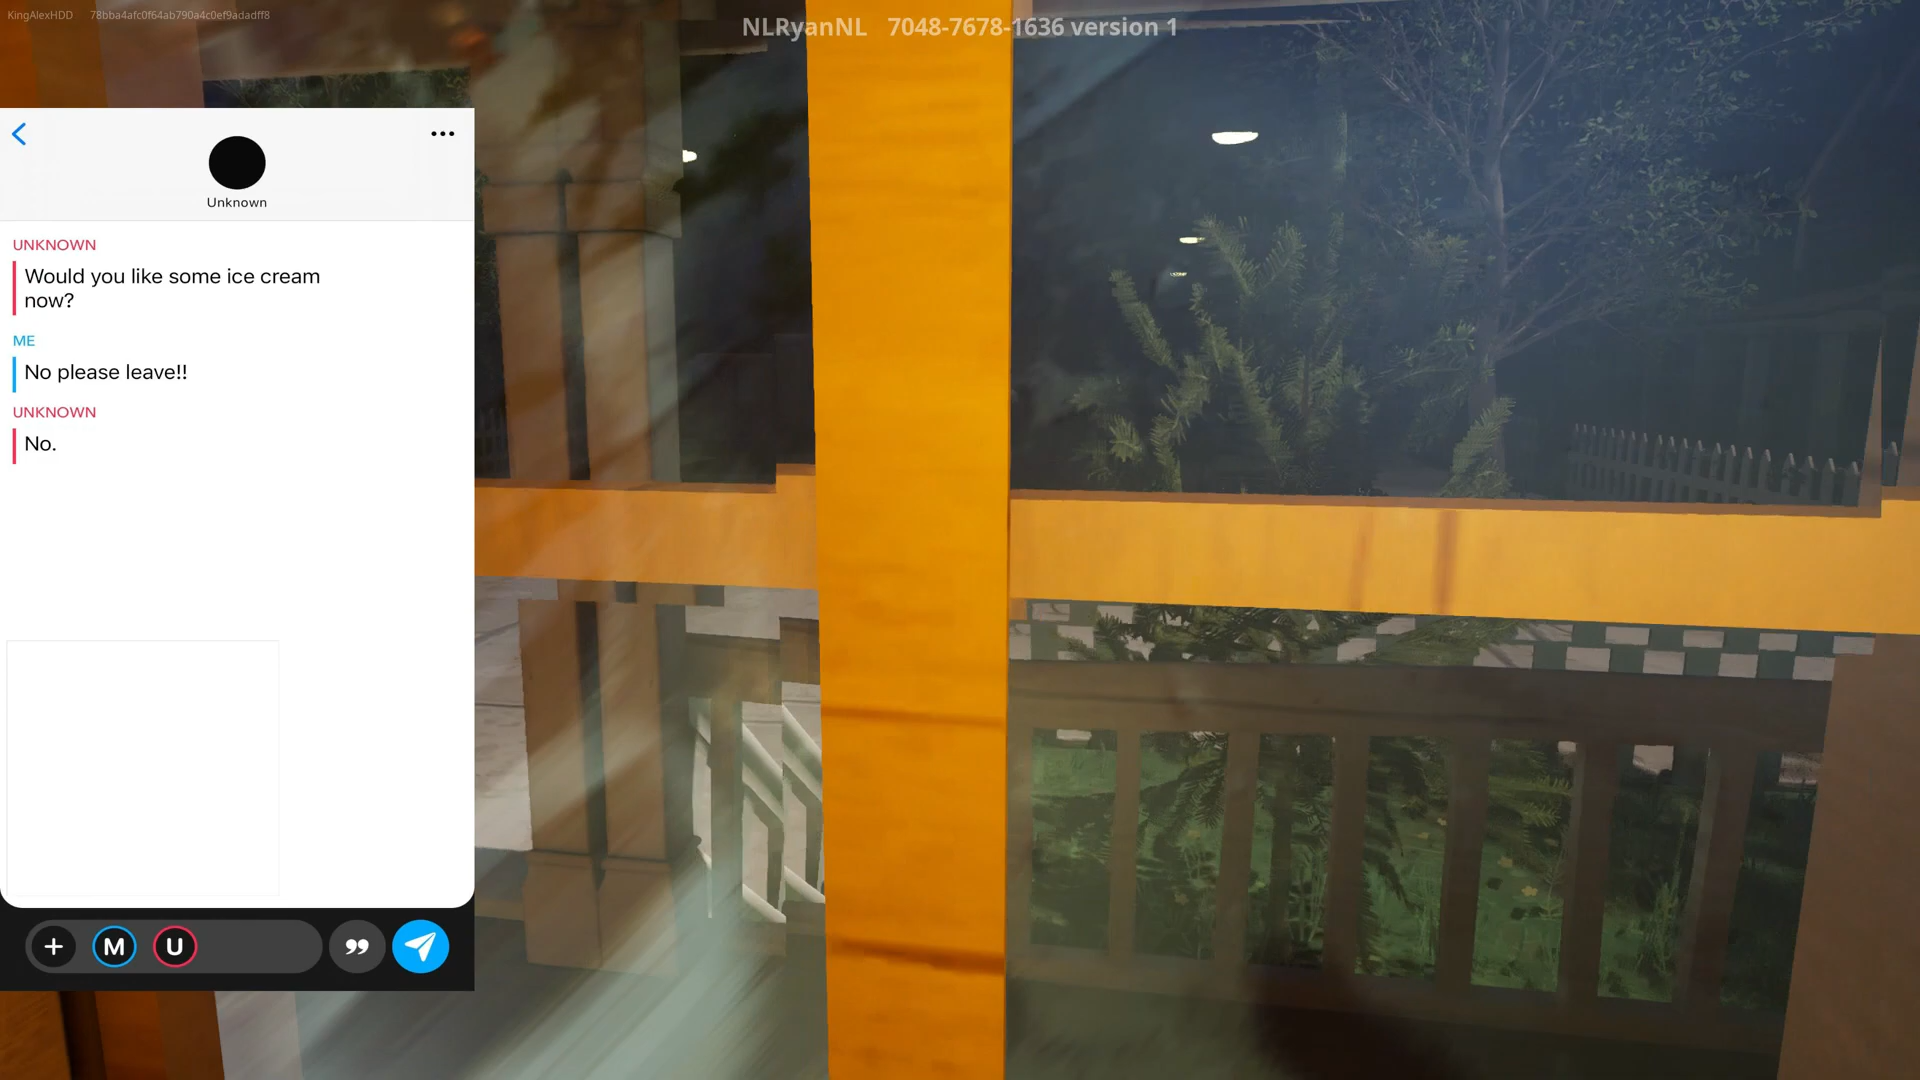 KingAlexHDD 78bba4afc0f64ab790a4c0ef9adadff8
NLRyanNL 7048-7678-1636 version 1
Unknown
UNKNOWN
Would you like some ice cream
now?
ME
No please leave!!
UNKNOWN
No.
M
U